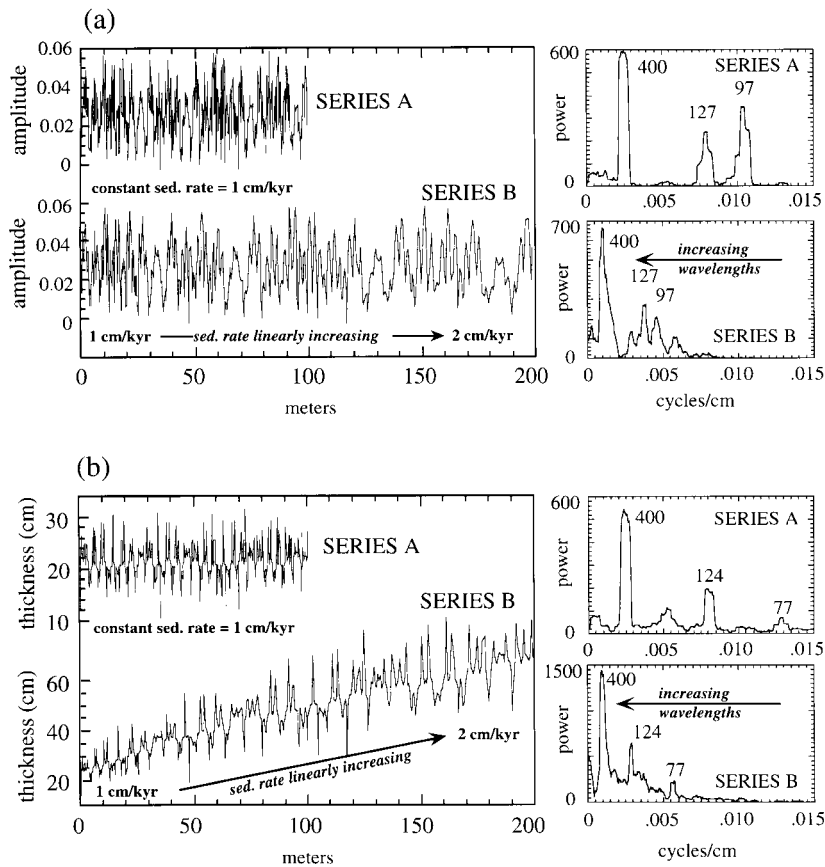 (a)
amplitude
0.06
0.04
0.02
0
SERIES A
constant sed. rate = 1 cm/kyr
amplitude
0.06
0.04
0.02
0
SERIES B
1 cm/kyr
sed. rate linearly increasing
2 cm/kyr
0 50 100 150 200
meters
power
600
0
400
127
97
SERIES A
0 .005 .010 .015
power
700
0
400
127
97
increasing
wavelengths
SERIES B
0 .005 .010 .015
cycles/cm
(b)
thickness (cm)
30
20
10
SERIES A
constant sed. rate = 1 cm/kyr
thickness (cm)
60
40
20
SERIES B
1 cm/kyr
sed. rate linearly increasing
2 cm/kyr
0 50 100 150 200
meters
power
600
0
400
124
77
SERIES A
0 .005 .010 .015
power
1500
0
400
124
77
increasing
wavelengths
SERIES B
0 .005 .010 .015
cycles/cm